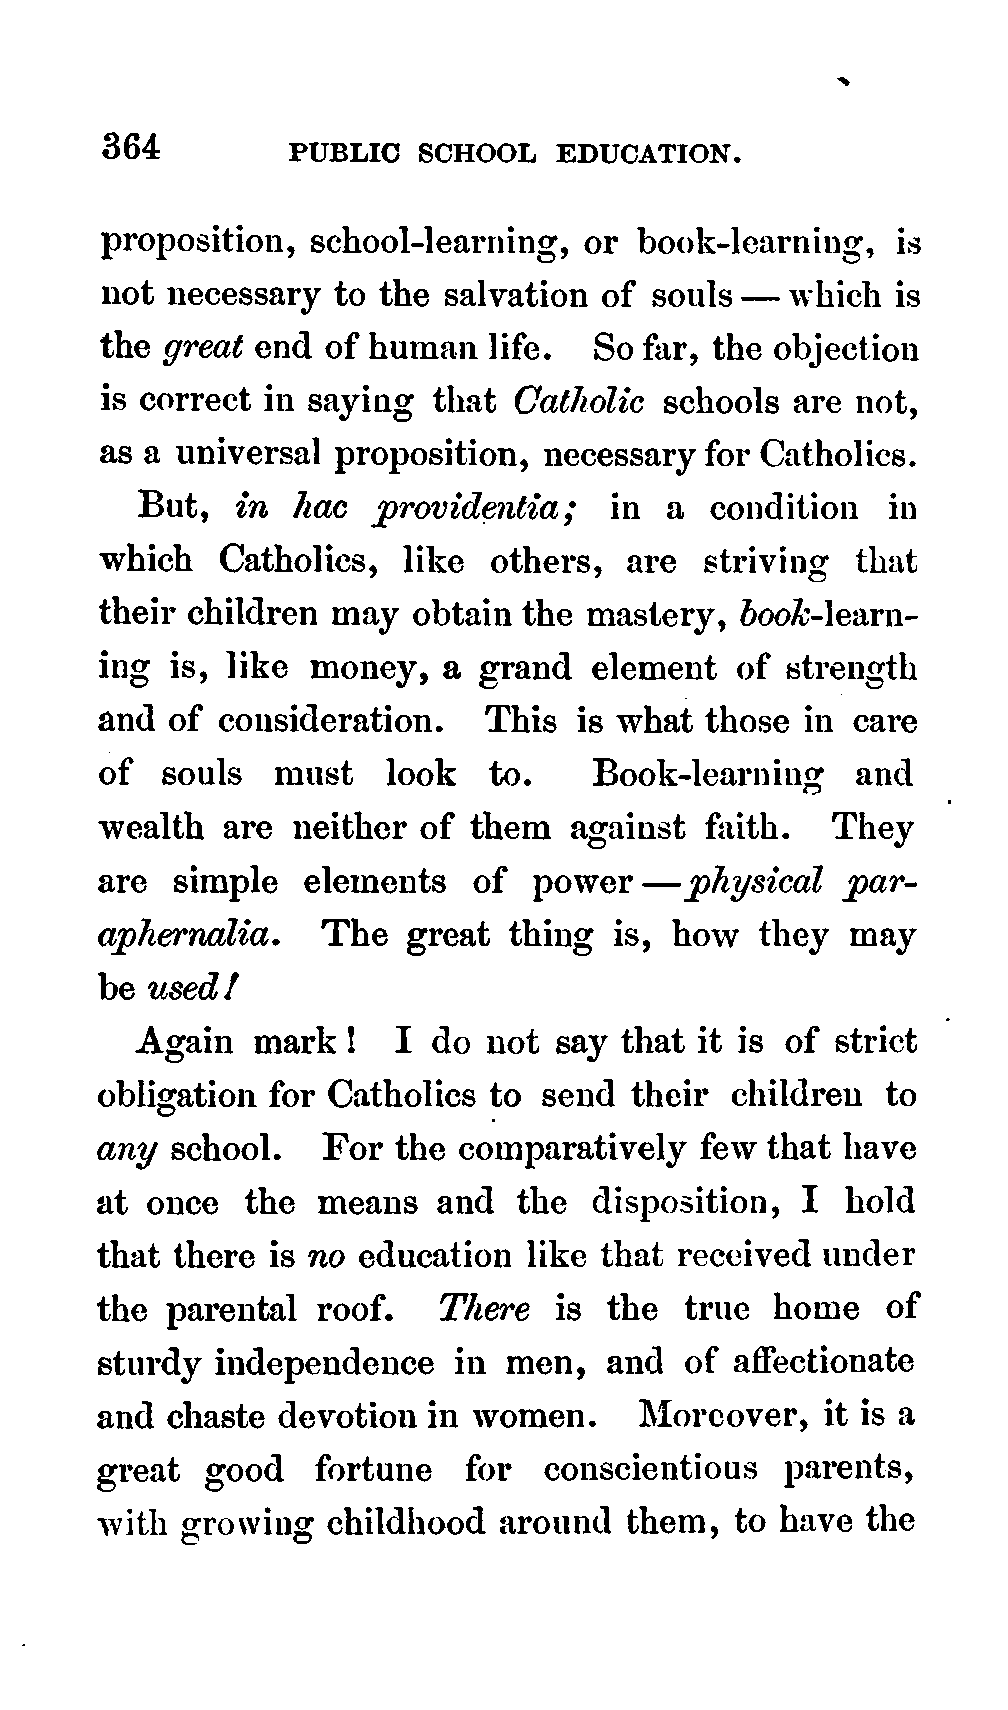 364 PUBLIC SCHOOL EDUCATION.
proposition, school-learning, or book-learning, is
not necessary to the salvation of souls — which is
the great end of human life. So far, the objection
is correct in saying that Catholic schools are not,
as a universal proposition, necessary for Catholics.
But, in hac providentia; in a condition in
which Catholics, like others, are striving that
their children may obtain the mastery, book-learn-
ing is, like money, a grand element of strength
and of consideration. This is what those in care
of souls must look to. Book-learning and
wealth are neither of them against faith. They
are simple elements of power — physical par-
aphernalia. The great thing is, how they may
be used!
Again mark! I do not say that it is of strict
obligation for Catholics to send their children to
any school. For the comparatively few that have
at once the means and the disposition, I hold
that there is no education like that received under
the parental roof. There is the true home of
sturdy independence in men, and of affectionate
and chaste devotion in women. Moreover, it is a
great good fortune for conscientious parents,
with growing childhood around them, to have the